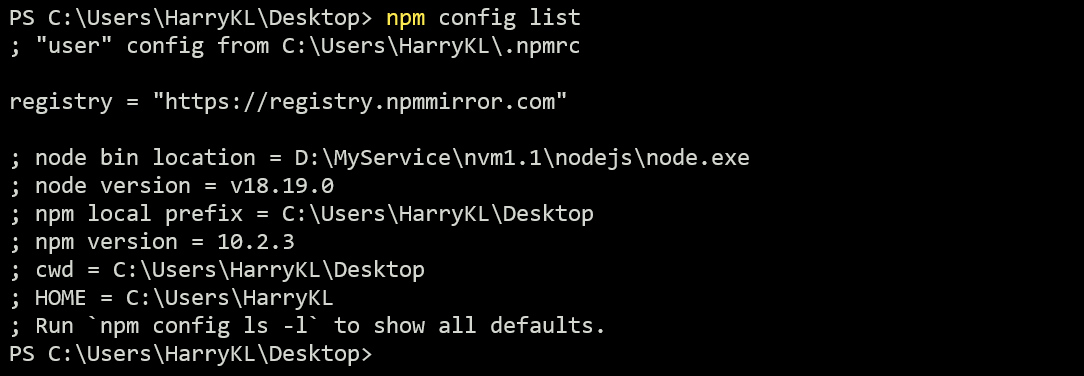 PS C:\Users\HarryKL\Desktop> npm config list
; "user" config from C:\Users\HarryKL\.npmrc
registry = "https://registry.npmmirror.com"
; node bin location = D:\MyService\nvm1.1\nodejs\node.exe
; node version = v18.19.0
; npm local prefix = C:\Users\HarryKL\Desktop
; npm version = 10.2.3
; cwd = C:\Users\HarryKL\Desktop
; HOME = C:\Users\HarryKL
; Run `npm config ls -l` to show all defaults.
PS C:\Users\HarryKL\Desktop>